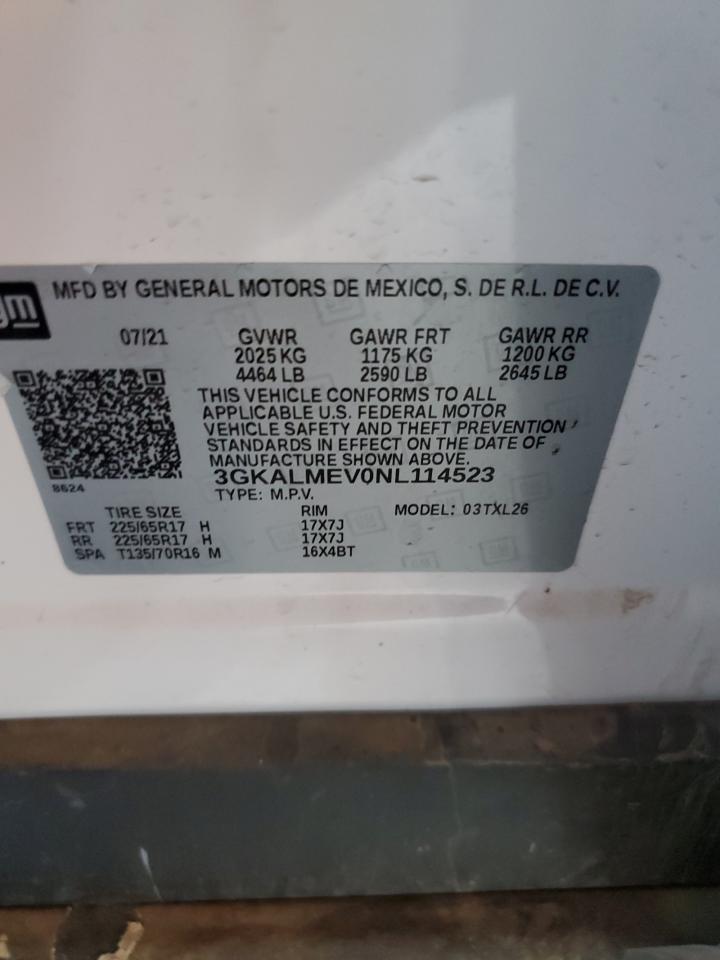 gm
MFD BY GENERAL MOTORS DE MEXICO, S. DE R.L. DE C.V.
07/21 GVWR GAWR FRT GAWR RR
2025 KG 1175 KG 1200 KG
4464 LB 2590 LB 2645 LB
THIS VEHICLE CONFORMS TO ALL
APPLICABLE U.S. FEDERAL MOTOR
VEHICLE SAFETY AND THEFT PREVENTION
STANDARDS IN EFFECT ON THE DATE OF
MANUFACTURE SHOWN ABOVE.
3GKALMEV0NL114523
8624
TYPE: M.P.V.
TIRE SIZE RIM MODEL: 03TXL26
FRT 225/65R17 H 17X7J
RR 225/65R17 H 17X7J
SPA T135/70R16 M 16X4BT